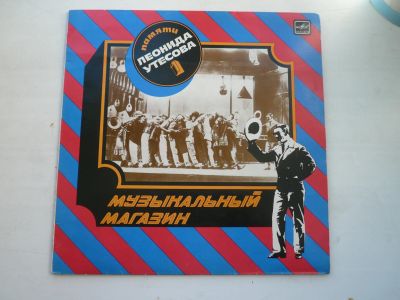 ПАМЯТИ
ЛЕОНИДА
УТЕСОВА
1
МУЗЫКАЛЬНЫЙ
МАГАЗИН